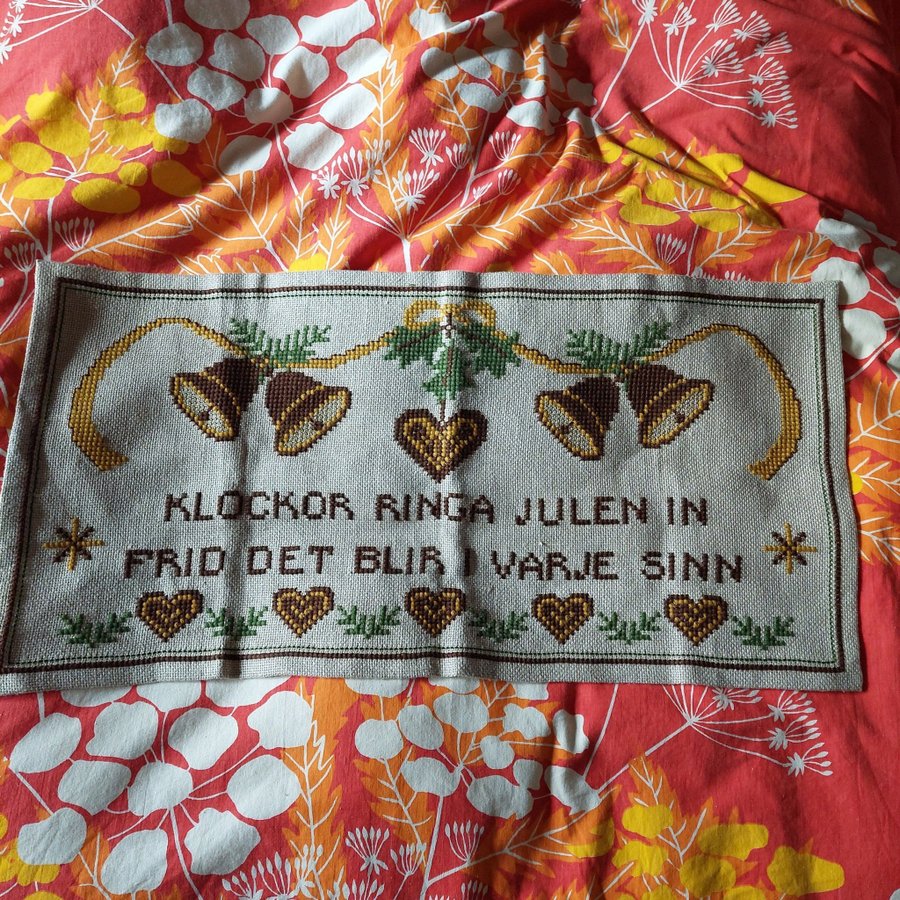 KLOCKOR RINGA JULEN IN
FRID DET BLIR I VARJE SINN